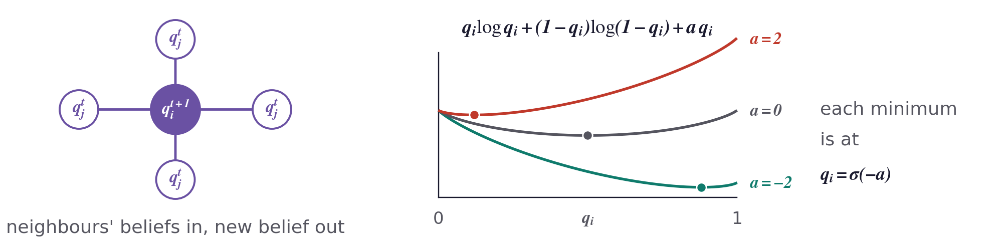 q_j^t
q_j^t
q_i^{t+1}
q_j^t
q_j^t
neighbours' beliefs in, new belief out
q_i log q_i + (1 − q_i) log(1 − q_i) + a q_i
a = 2
a = 0
a = −2
0
q_i
1
each minimum
is at
q_i = σ(−a)